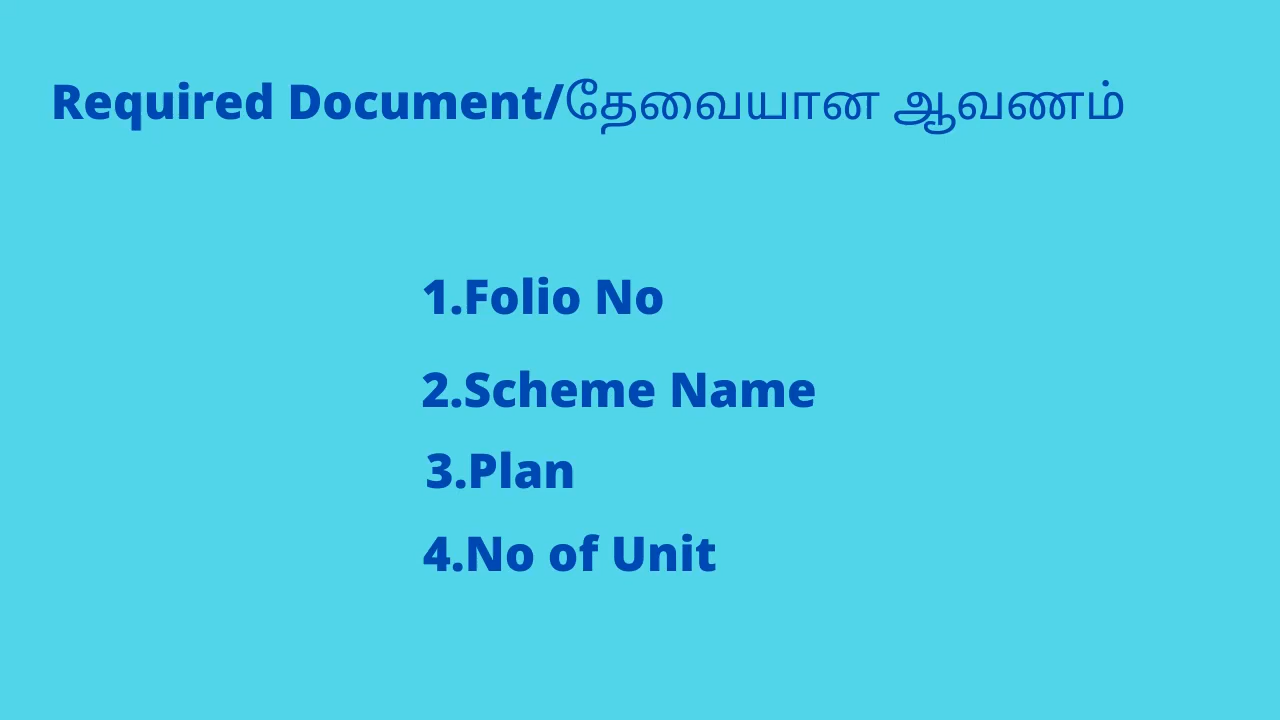 Required Document/தேவையான ஆவணம்
1.Folio No
2.Scheme Name
3.Plan
4.No of Unit